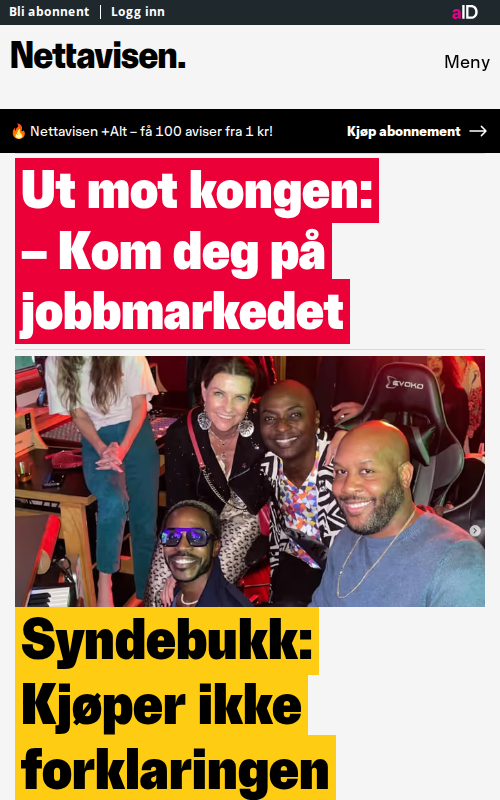 Bli abonnent | Logg inn
aID
Nettavisen.
Meny
🔥 Nettavisen +Alt – få 100 aviser fra 1 kr!
Kjøp abonnement →
Ut mot kongen:
– Kom deg på
jobbmarkedet
EVOKO
Syndebukk:
Kjøper ikke
forklaringen